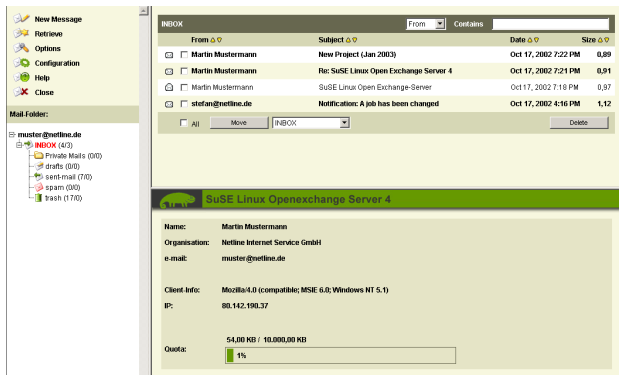 New Message
Retrieve
Options
Configuration
Help
Close
Mail-Folder:
muster@netline.de
INBOX (4/3)
Private Mails (0/0)
drafts (0/0)
sent-mail (7/0)
spam (0/0)
trash (17/0)
INBOX From Contains
From Subject Date Size
Martin Mustermann New Project (Jan 2003) Oct 17, 2002 7:22 PM 0,89
Martin Mustermann Re: SuSE Linux Open Exchange Server 4 Oct 17, 2002 7:21 PM 0,91
Martin Mustermann SuSE Linux Open Exchange-Server Oct 17, 2002 7:18 PM 0,97
stefan@netline.de Notification: A job has been changed Oct 17, 2002 4:16 PM 1,12
All Move INBOX Delete
SuSE Linux Openexchange Server 4
Name: Martin Mustermann
Organisation: Netline Internet Service GmbH
e-mail: muster@netline.de
Client-Info: Mozilla/4.0 (compatible; MSIE 6.0; Windows NT 5.1)
IP: 80.142.190.37
54,00 KB / 10.000,00 KB
Quota: 1%